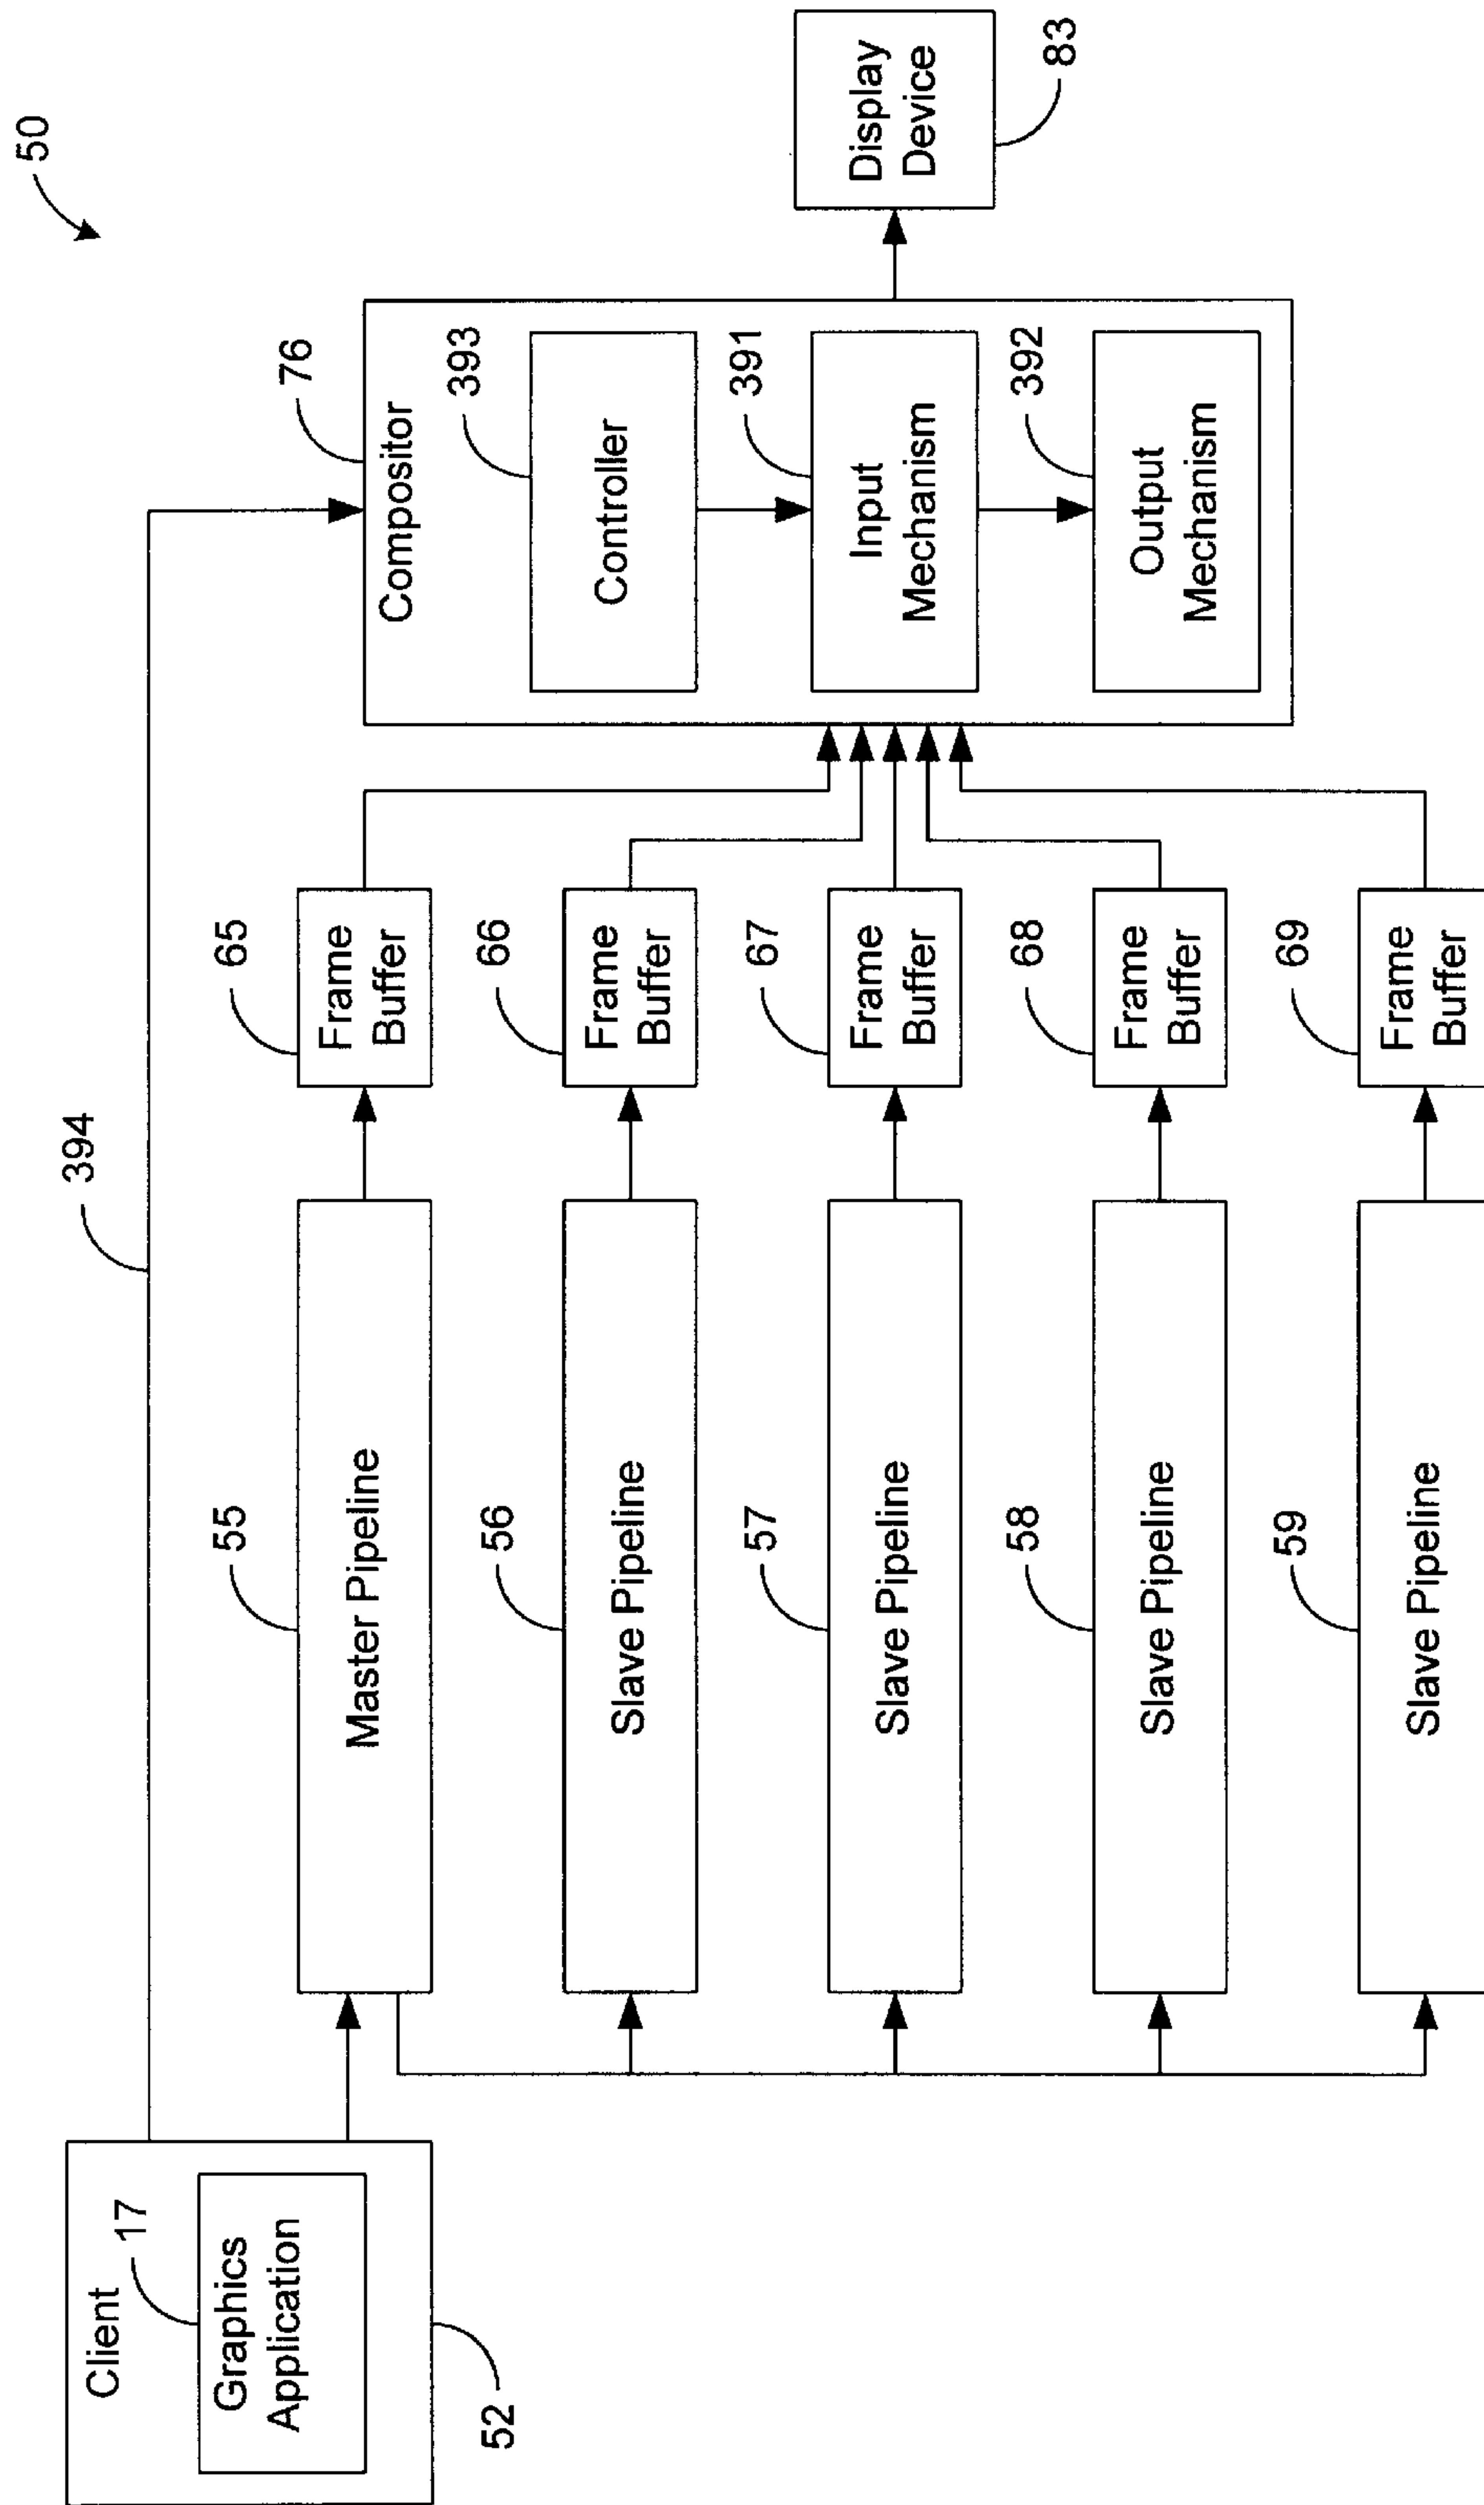 50
394
Client
17
Graphics
Application
52
55
Master Pipeline
65
Frame
Buffer
56
Slave Pipeline
66
Frame
Buffer
57
Slave Pipeline
67
Frame
Buffer
58
Slave Pipeline
68
Frame
Buffer
59
Slave Pipeline
69
Frame
Buffer
76
Compositor
393
Controller
391
Input
Mechanism
392
Output
Mechanism
Display
Device
83